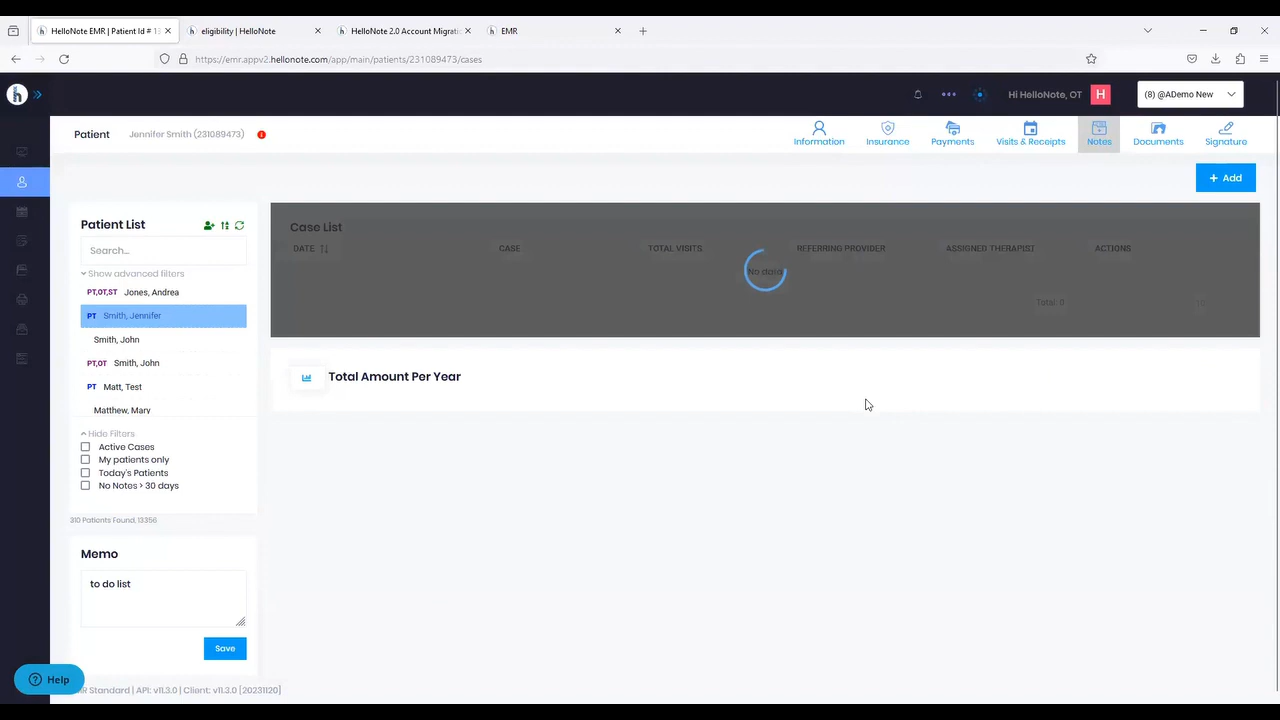 HelloNote EMR | Patient Id # 13
eligibility | HelloNote
HelloNote 2.0 Account Migrati
EMR
https://emr.appv2.hellonote.com/app/main/patients/231089473/cases
Hi HelloNote, OT
H
(8) @ADemo New
Patient
Jennifer Smith (231089473)
Information
Insurance
Payments
Visits & Receipts
Notes
Documents
Signature
+ Add
Patient List
Search...
Show advanced filters
PT,OT,ST Jones, Andrea
PT Smith, Jennifer
Smith, John
PT,OT Smith, John
PT Matt, Test
Matthew, Mary
Hide Filters
Active Cases
My patients only
Today's Patients
No Notes > 30 days
310 Patients Found, 13356
Case List
DATE
CASE
TOTAL VISITS
REFERRING PROVIDER
ASSIGNED THERAPIST
ACTIONS
No data
Total: 0
Total Amount Per Year
Memo
to do list
Save
Help
R Standard | API: v11.3.0 | Client: v11.3.0 [20231120]